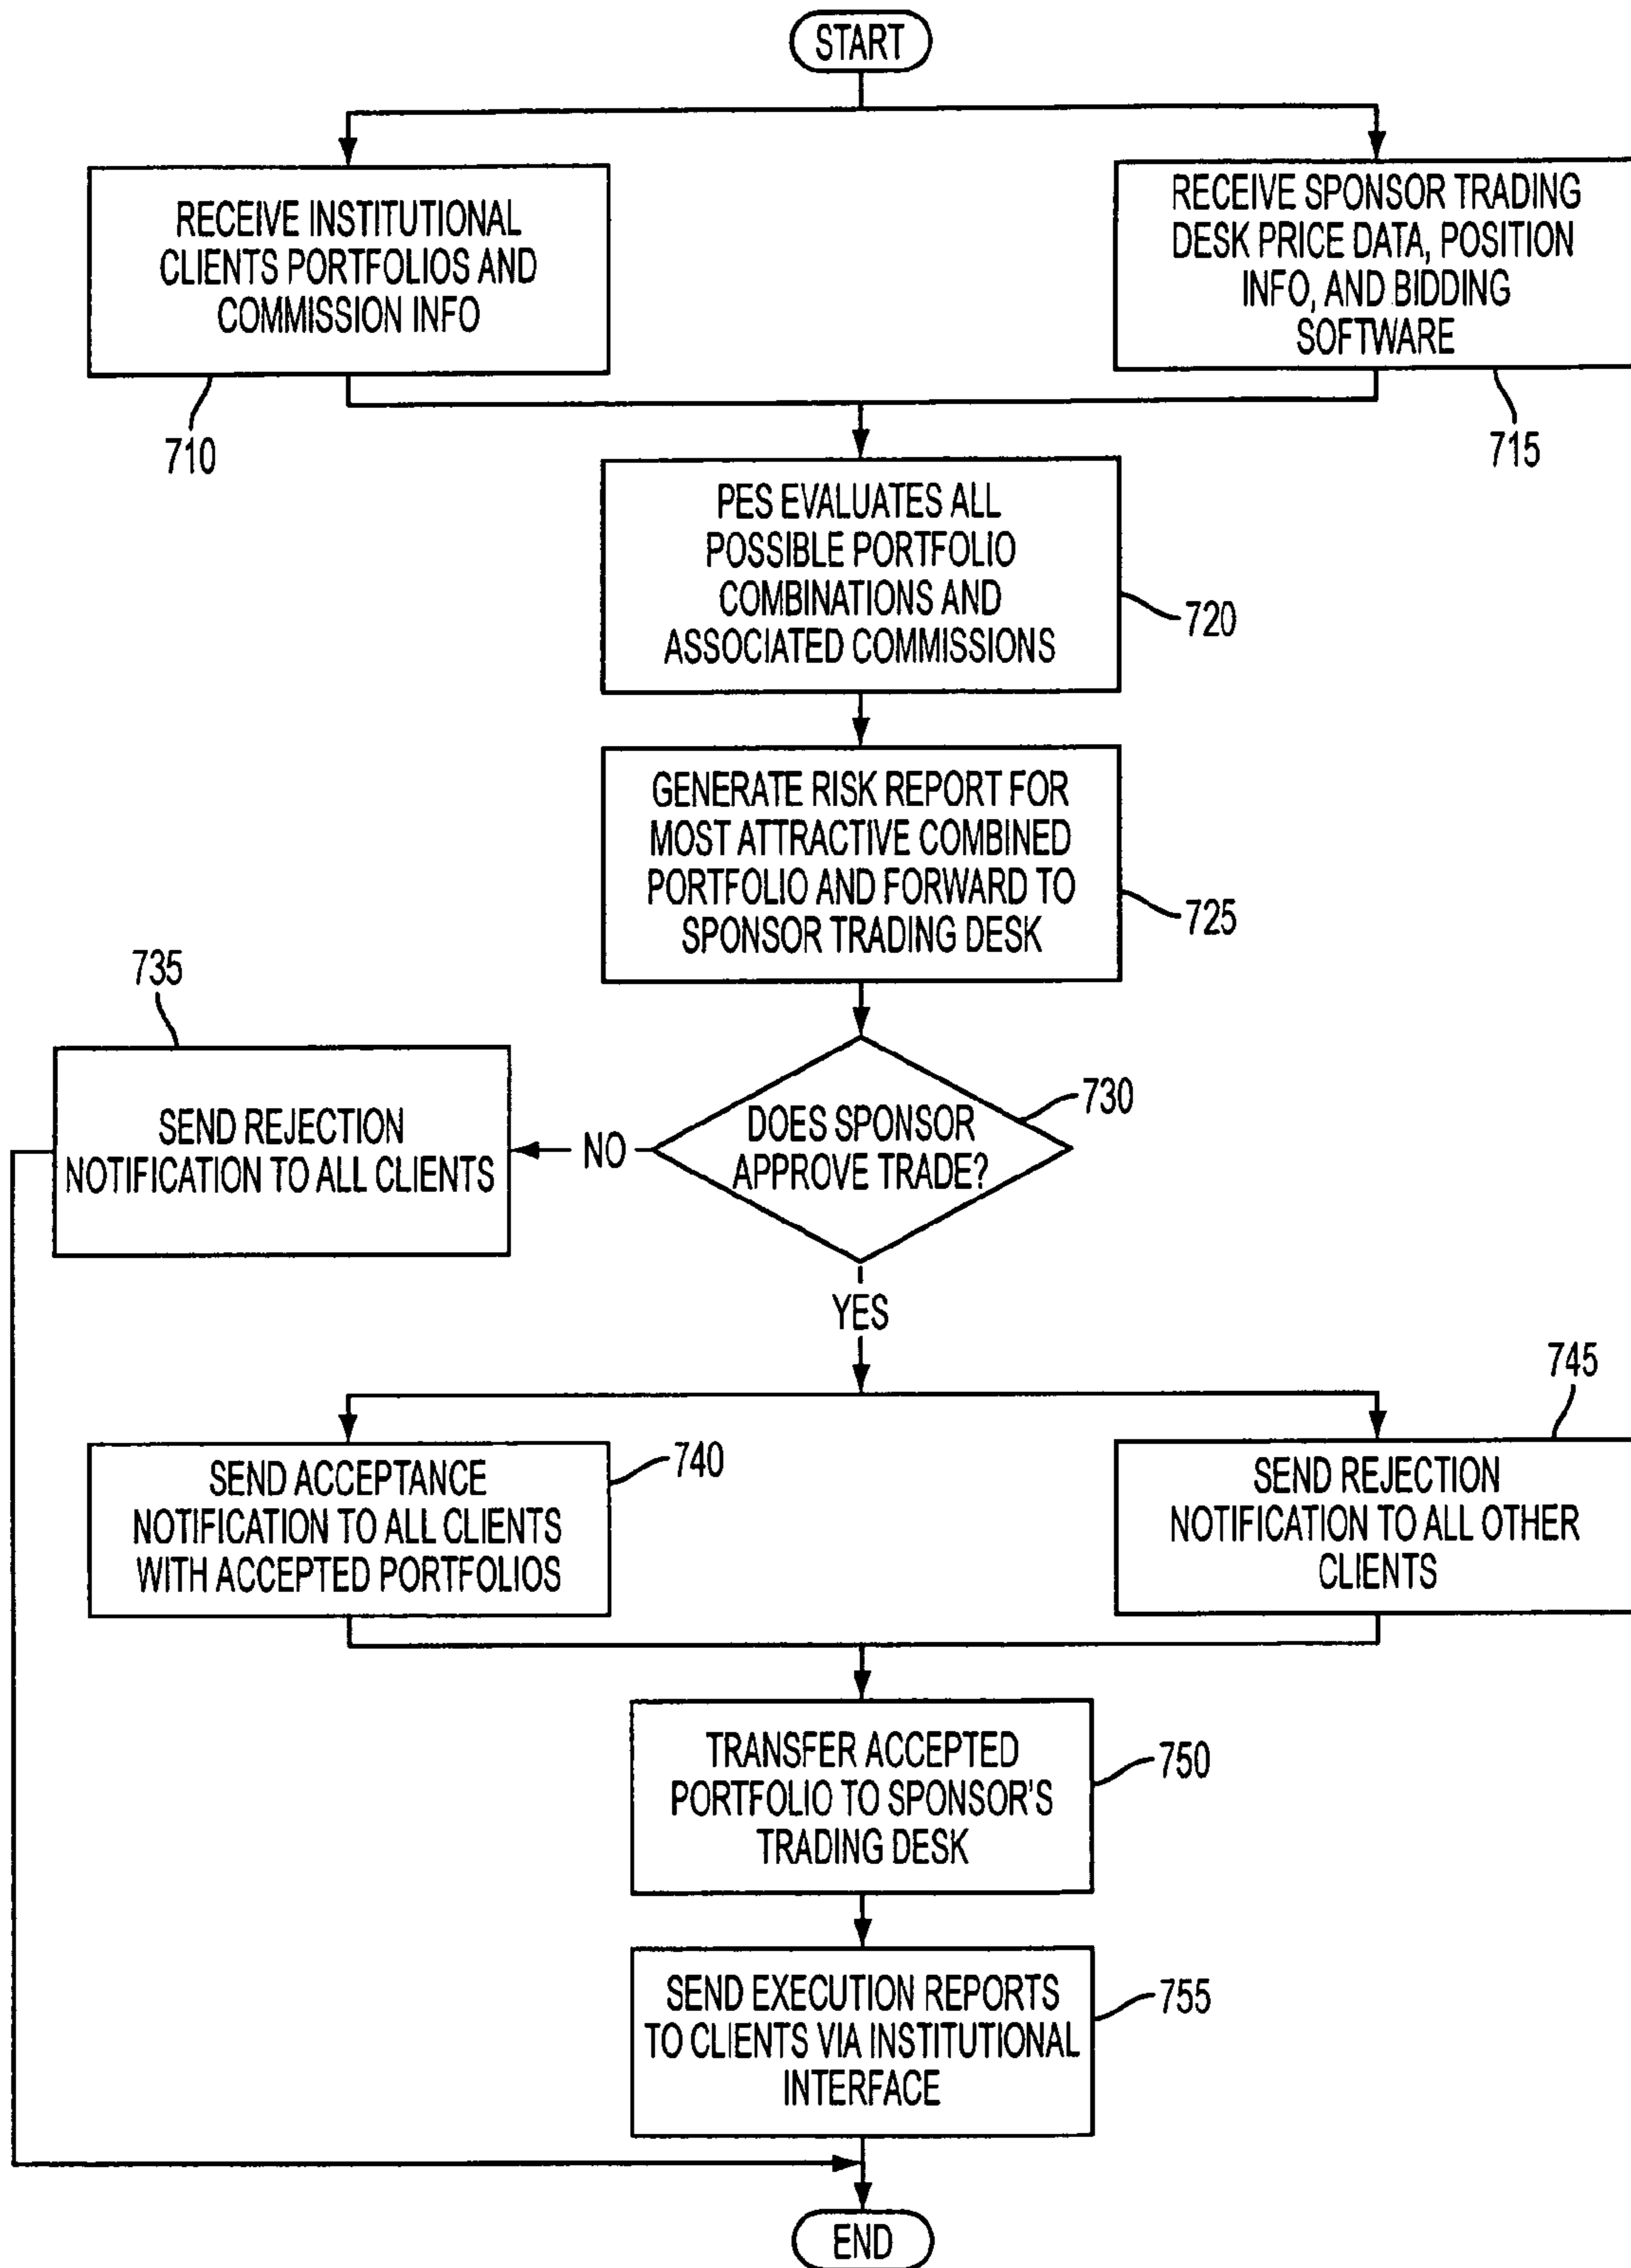 START
RECEIVE INSTITUTIONAL
CLIENTS PORTFOLIOS AND
COMMISSION INFO
710
RECEIVE SPONSOR TRADING
DESK PRICE DATA, POSITION
INFO, AND BIDDING
SOFTWARE
715
PES EVALUATES ALL
POSSIBLE PORTFOLIO
COMBINATIONS AND
ASSOCIATED COMMISSIONS
720
GENERATE RISK REPORT FOR
MOST ATTRACTIVE COMBINED
PORTFOLIO AND FORWARD TO
SPONSOR TRADING DESK
725
DOES SPONSOR
APPROVE TRADE?
730
NO
735
SEND REJECTION
NOTIFICATION TO ALL CLIENTS
YES
SEND ACCEPTANCE
NOTIFICATION TO ALL CLIENTS
WITH ACCEPTED PORTFOLIOS
740
745
SEND REJECTION
NOTIFICATION TO ALL OTHER
CLIENTS
TRANSFER ACCEPTED
PORTFOLIO TO SPONSOR'S
TRADING DESK
750
SEND EXECUTION REPORTS
TO CLIENTS VIA INSTITUTIONAL
INTERFACE
755
END